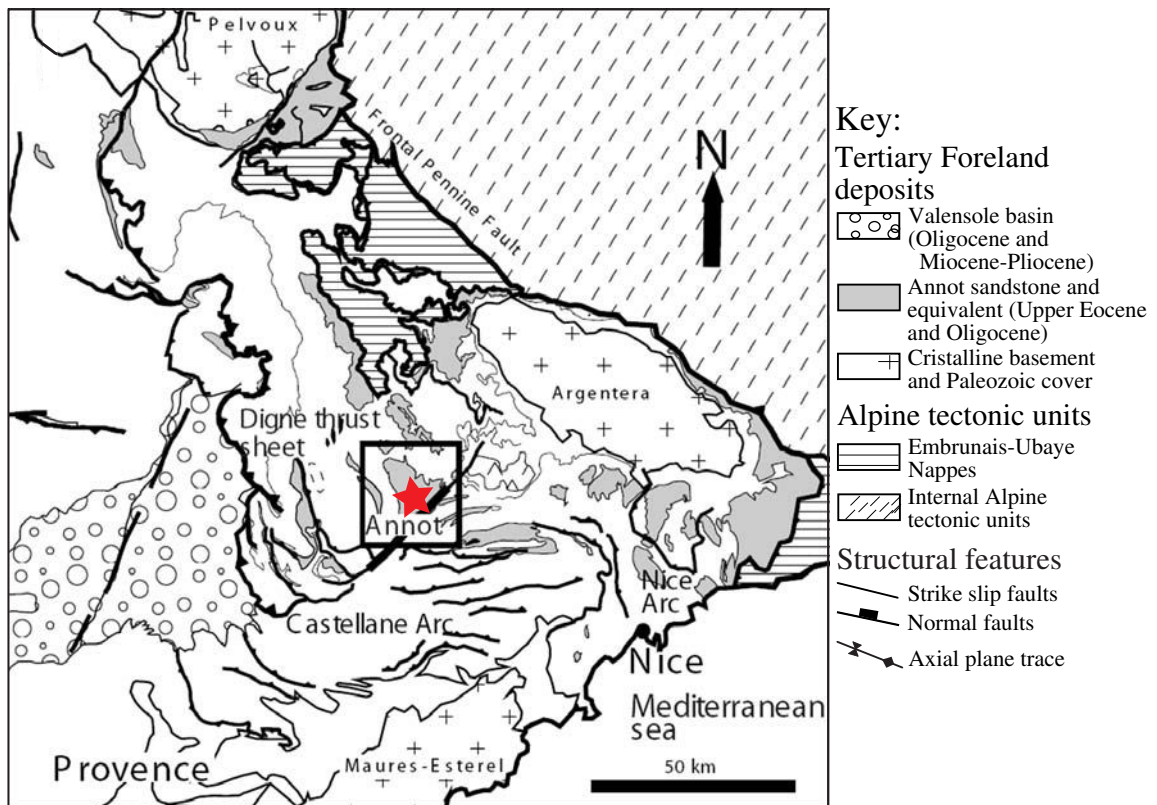 Pelvoux
Frontal Pennine Fault
N
Argentera
Digne thrust
sheet
Annot
Castellane Arc
Nice
Arc
Nice
Mediterranean
sea
Maures-Esterel
Provence
50 km
Key:
Tertiary Foreland
deposits
Valensole basin
(Oligocene and
Miocene-Pliocene)
Annot sandstone and
equivalent (Upper Eocene
and Oligocene)
Cristalline basement
and Paleozoic cover
Alpine tectonic units
Embrunais-Ubaye
Nappes
Internal Alpine
tectonic units
Structural features
Strike slip faults
Normal faults
Axial plane trace